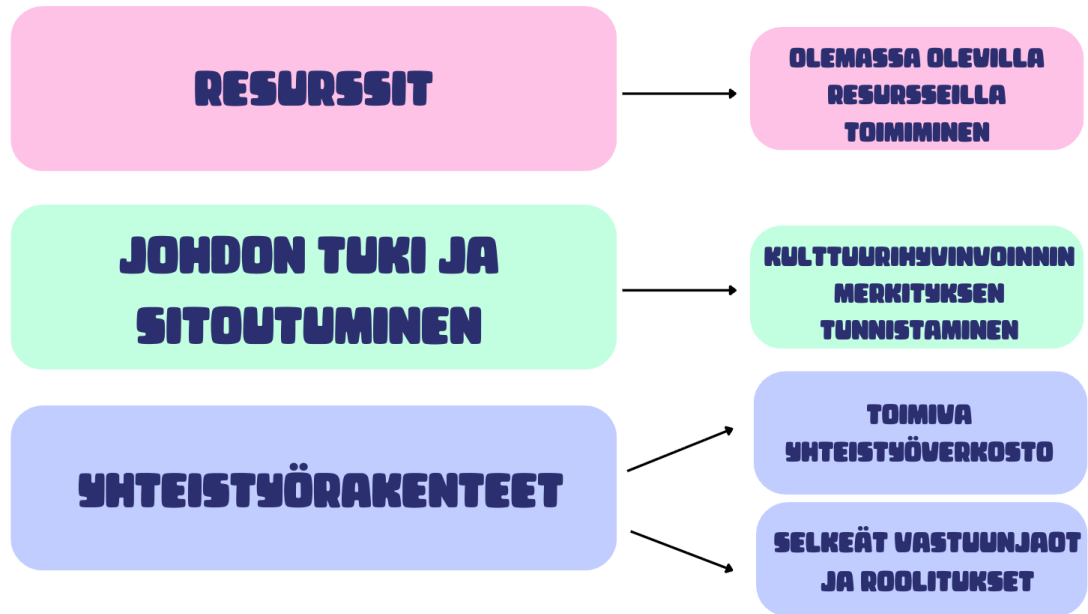 RESURSSIT
OLEMASSA OLEVILLA
RESURSSEILLA
TOIMIMINEN
JOHDON TUKI JA
SITOUTUMINEN
KULTTUURIHYVINVOINNIN
MERKITYKSEN
TUNNISTAMINEN
YHTEISTYÖRAKENTEET
TOIMIVA
YHTEISTYÖVERKOSTO
SELKEÄT VASTUUNJAOT
JA ROOLITUKSET